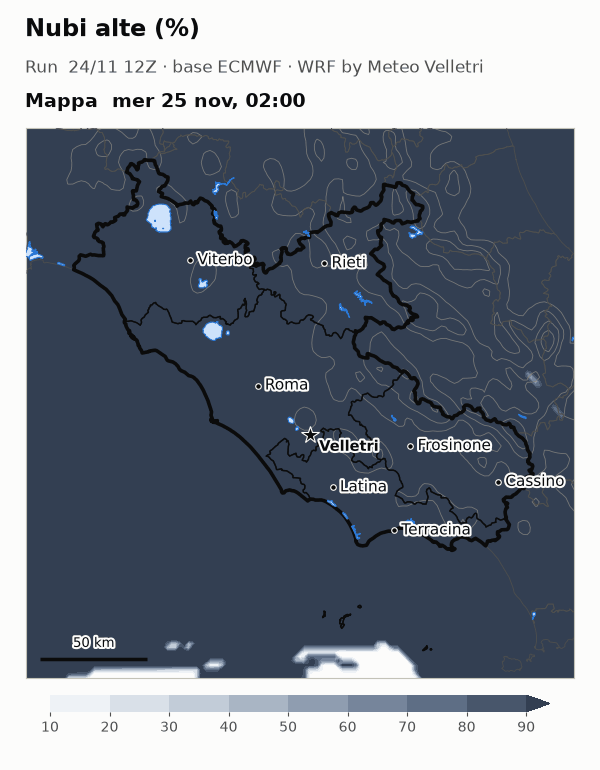 Nubi alte (%)
Run  24/11 12Z · base ECMWF · WRF by Meteo Velletri
Mappa  mer 25 nov, 02:00
Viterbo
Rieti
Roma
Velletri
Frosinone
Latina
Cassino
Terracina
50 km
10 20 30 40 50 60 70 80 90